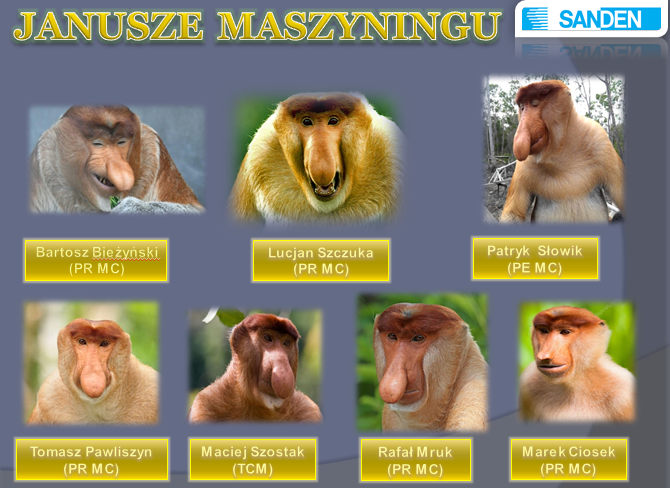 JANUSZE MASZYNINGU
SANDEN
Bartosz Bieżyński
(PR MC)
Lucjan Szczuka
(PR MC)
Patryk Słowik
(PE MC)
Tomasz Pawliszyn
(PR MC)
Maciej Szostak
(TCM)
Rafał Mruk
(PR MC)
Marek Ciosek
(PR MC)